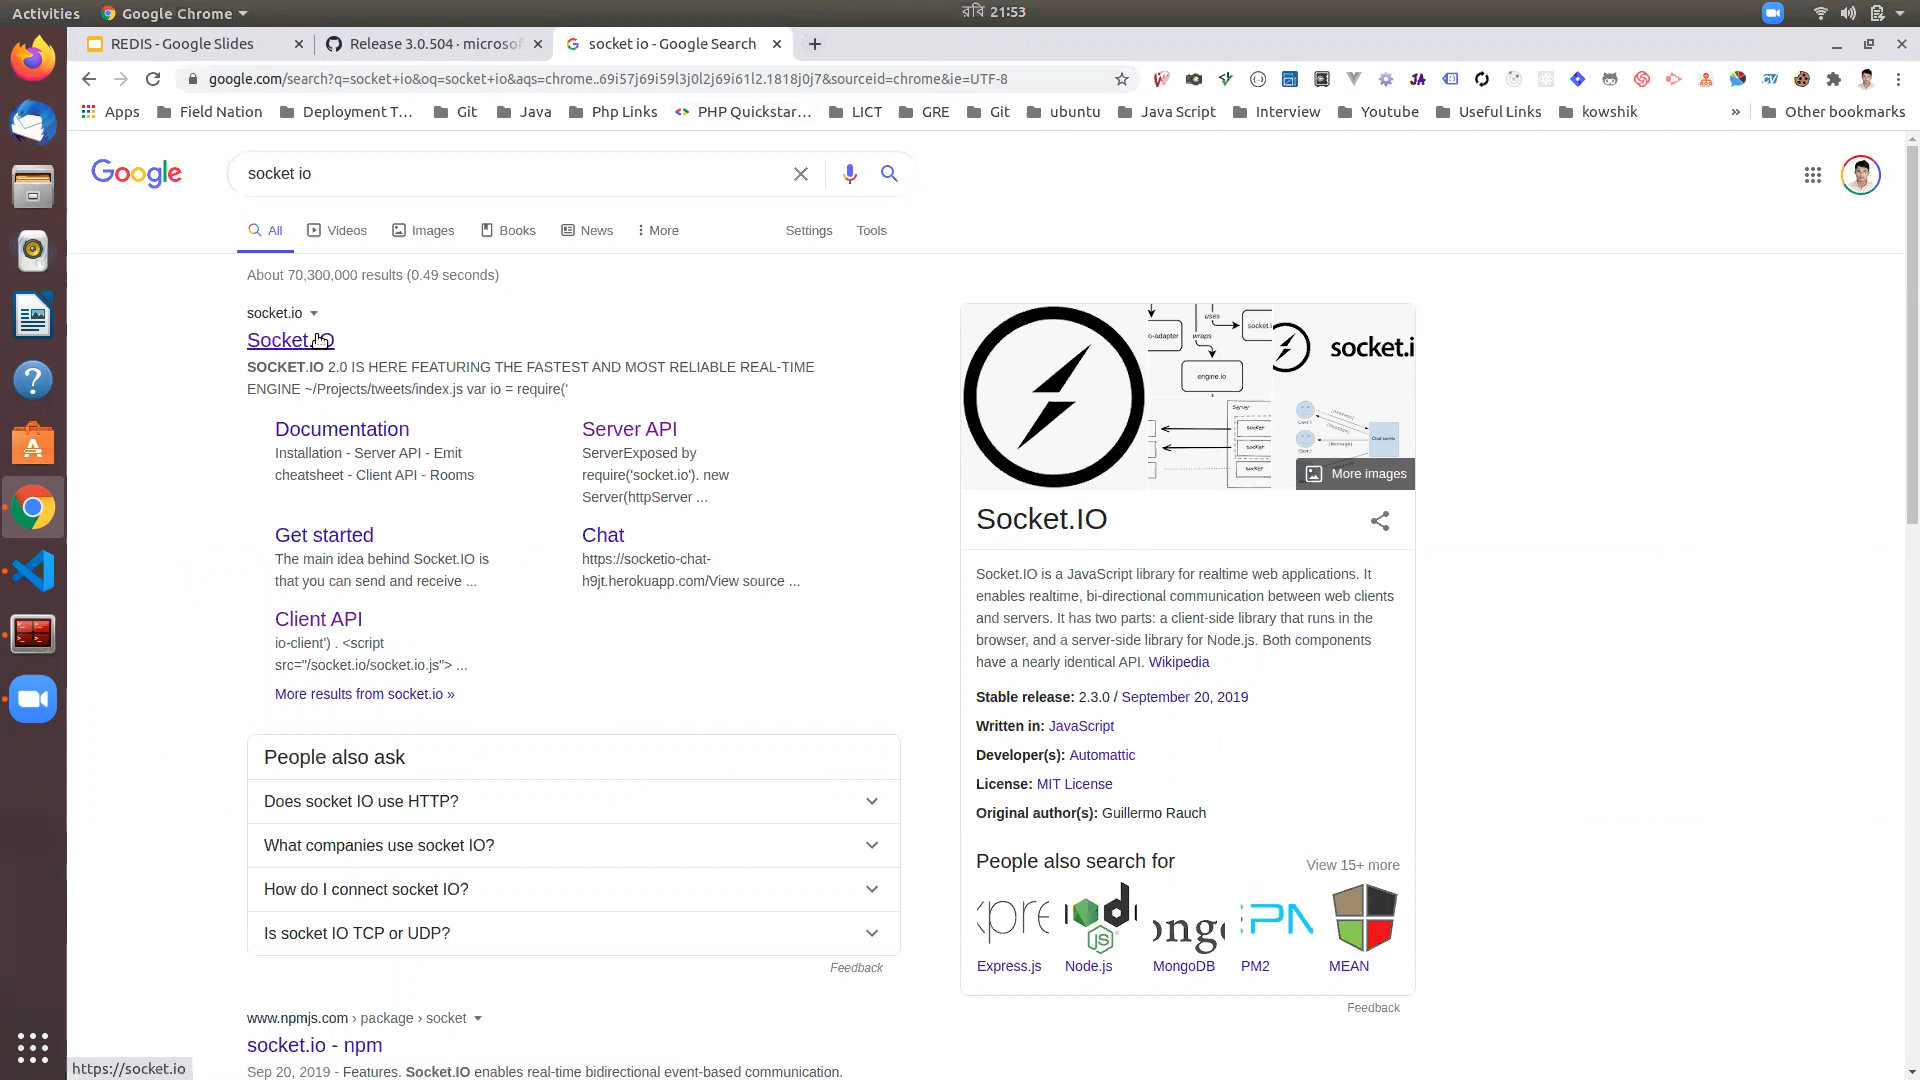 Activities
Google Chrome
রবি 21:53
REDIS - Google Slides
Release 3.0.504 · microsof
socket io - Google Search
google.com/search?q=socket+io&oq=socket+io&aqs=chrome..69i57j69i59l3j0l2j69i61l2.1818j0j7&sourceid=chrome&ie=UTF-8
Apps
Field Nation
Deployment T...
Git
Java
Php Links
PHP Quickstar...
LICT
GRE
Git
ubuntu
Java Script
Interview
Youtube
Useful Links
kowshik
»
Other bookmarks
Google
socket io
All
Videos
Images
Books
News
More
Settings
Tools
About 70,300,000 results (0.49 seconds)
socket.io
Socket.IO
SOCKET.IO 2.0 IS HERE FEATURING THE FASTEST AND MOST RELIABLE REAL-TIME
ENGINE ~/Projects/tweets/index.js var io = require('
Documentation
Installation - Server API - Emit
cheatsheet - Client API - Rooms
Server API
ServerExposed by
require('socket.io'). new
Server(httpServer ...
Get started
The main idea behind Socket.IO is
that you can send and receive ...
Chat
https://socketio-chat-
h9jt.herokuapp.com/View source ...
Client API
io-client') . <script
src="/socket.io/socket.io.js"> ...
More results from socket.io »
People also ask
Does socket IO use HTTP?
What companies use socket IO?
How do I connect socket IO?
Is socket IO TCP or UDP?
Feedback
www.npmjs.com › package › socket
socket.io - npm
Sep 20, 2019 - Features. Socket.IO enables real-time bidirectional event-based communication.
https://socket.io
uses
o-adapter
wraps
socket.i
engine.io
Server
socket
socket
socket
socket.i
Chat server
More images
Socket.IO
Socket.IO is a JavaScript library for realtime web applications. It
enables realtime, bi-directional communication between web clients
and servers. It has two parts: a client-side library that runs in the
browser, and a server-side library for Node.js. Both components
have a nearly identical API. Wikipedia
Stable release: 2.3.0 / September 20, 2019
Written in: JavaScript
Developer(s): Automattic
License: MIT License
Original author(s): Guillermo Rauch
People also search for
View 15+ more
Express.js
Node.js
MongoDB
PM2
MEAN
Feedback